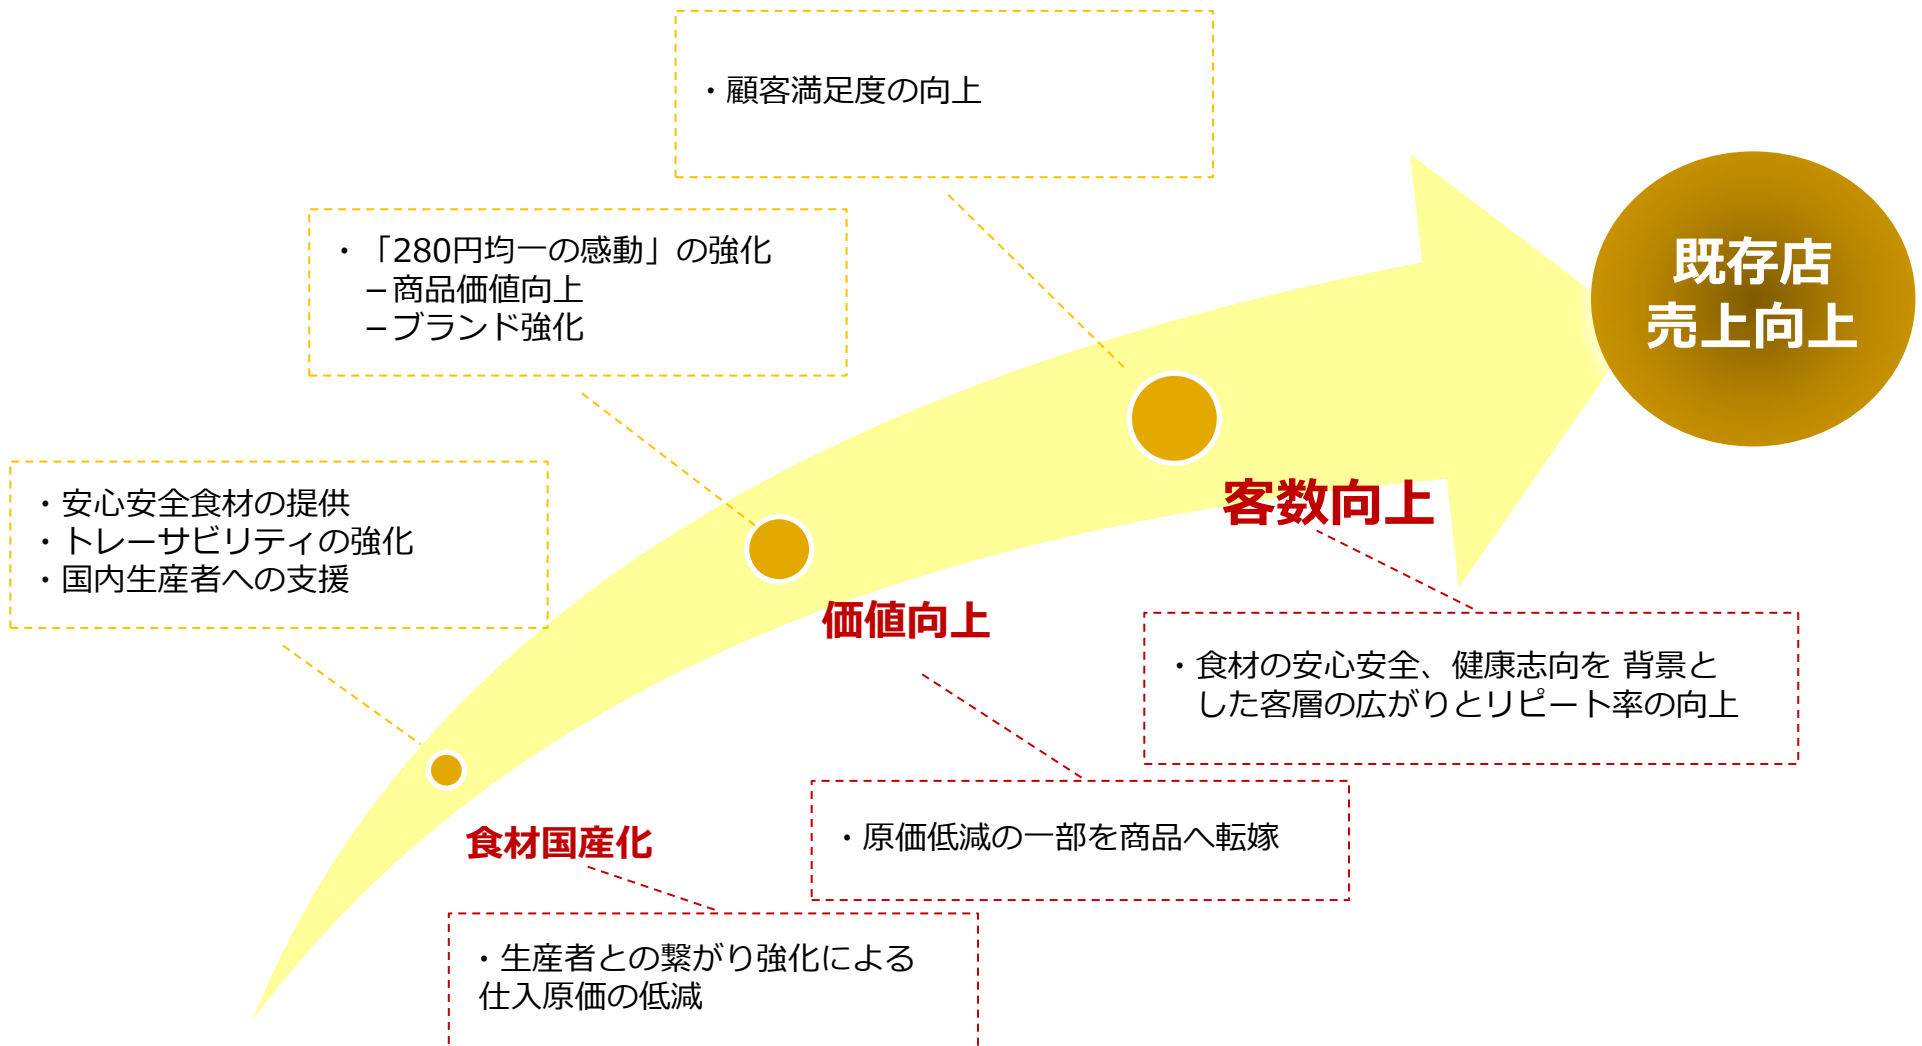 ・顧客満足度の向上
・「280円均一の感動」の強化
－商品価値向上
－ブランド強化
既存店
売上向上
・安心安全食材の提供
・トレーサビリティの強化
・国内生産者への支援
客数向上
価値向上
・食材の安心安全、健康志向を 背景と
した客層の広がりとリピート率の向上
食材国産化
・原価低減の一部を商品へ転嫁
・生産者との繋がり強化による
仕入原価の低減